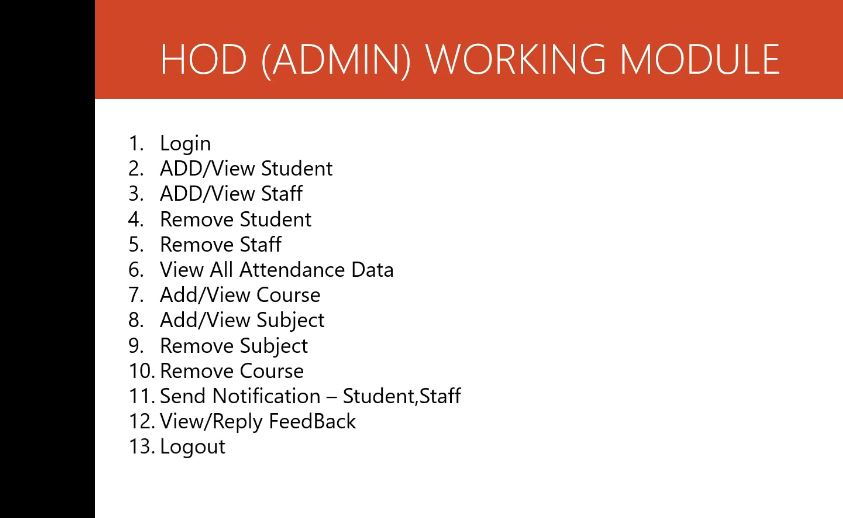 HOD (ADMIN) WORKING MODULE
1. Login
2. ADD/View Student
3. ADD/View Staff
4. Remove Student
5. Remove Staff
6. View All Attendance Data
7. Add/View Course
8. Add/View Subject
9. Remove Subject
10. Remove Course
11. Send Notification – Student,Staff
12. View/Reply FeedBack
13. Logout